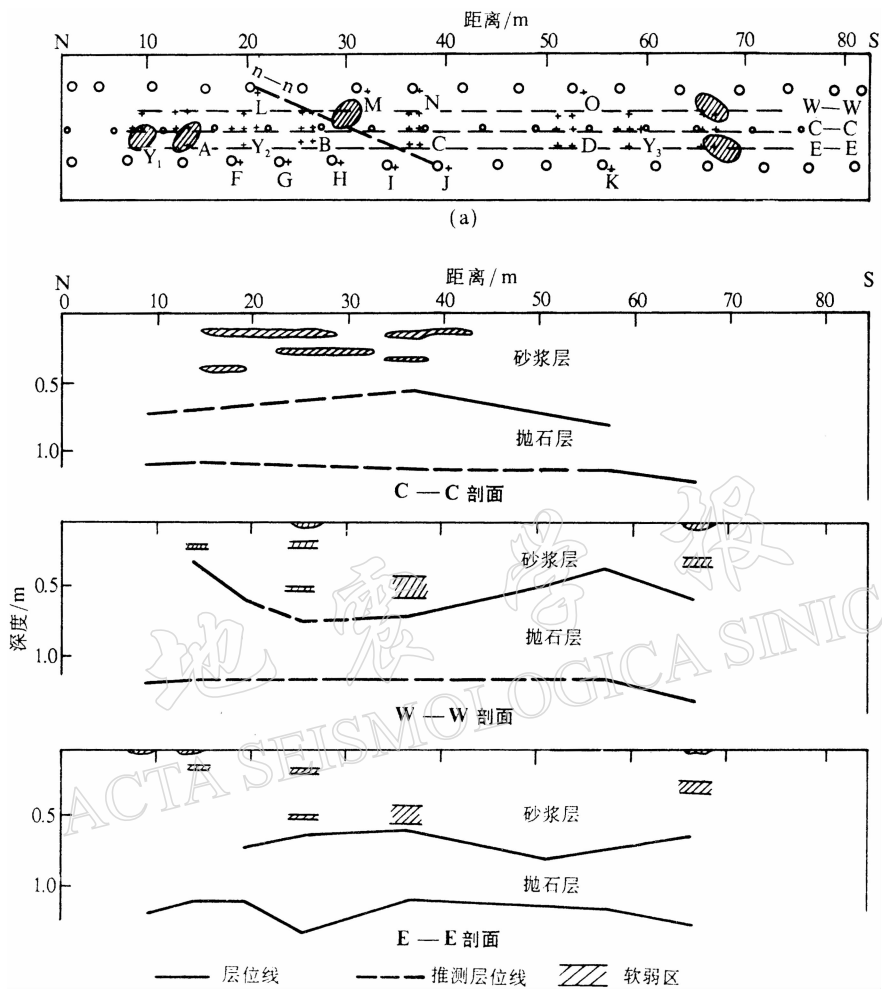 距离/m
N 10 20 30 40 50 60 70 80 S
n—n
L M N O W—W
C—C
Y₁ A Y₂ B C D Y₃ E—E
F G H I J K
(a)
距离/m
N S
0 10 20 30 40 50 60 70 80
砂浆层
0.5
抛石层
1.0
C—C 剖面
砂浆层
0.5
深度/m
抛石层
1.0
W—W 剖面
0.5
砂浆层
抛石层
1.0
E—E 剖面
层位线 推测层位线 软弱区
地震学报
ACTA SEISMOLOGICA SINIC